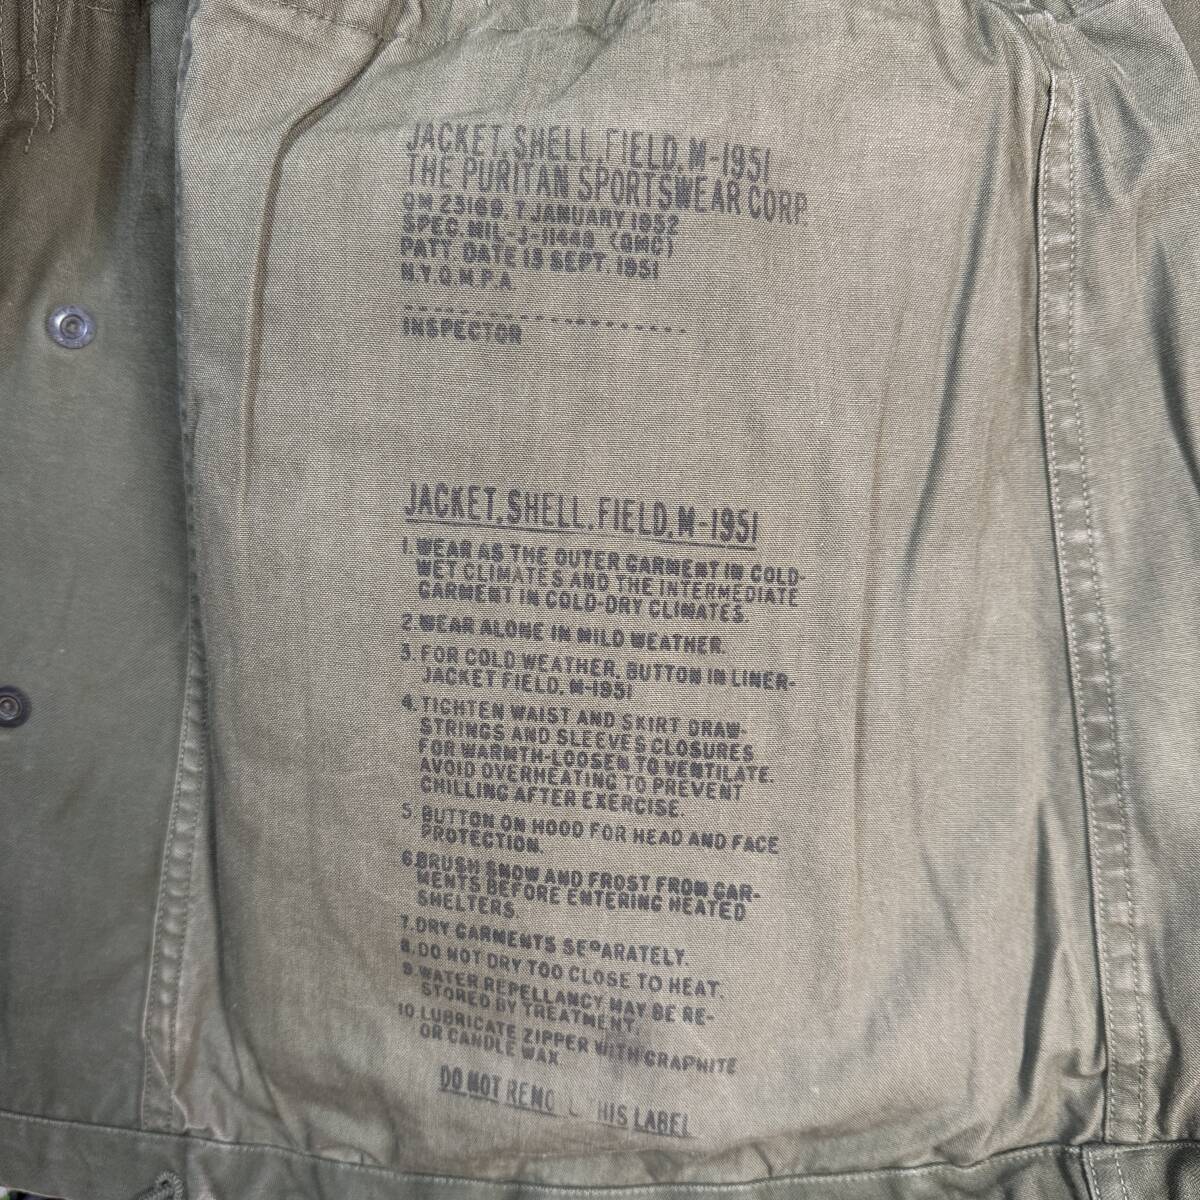 JACKET, SHELL, FIELD, M-1951
THE PURITAN SPORTSWEAR CORP.
QM 23169, 7 JANUARY 1952
SPEC. MIL-J-11448 (QMC)
PATT. DATE 13 SEPT. 1951
N.Y.Q.M.P.A.
INSPECTOR
JACKET, SHELL, FIELD, M-1951
1. WEAR AS THE OUTER GARMENT IN COLD-
WET CLIMATES AND THE INTERMEDIATE
GARMENT IN COLD-DRY CLIMATES.
2. WEAR ALONE IN MILD WEATHER.
3. FOR COLD WEATHER, BUTTON IN LINER-
JACKET FIELD, M-1951
4. TIGHTEN WAIST AND SKIRT DRAW-
STRINGS AND SLEEVES CLOSURES
FOR WARMTH-LOOSEN TO VENTILATE.
AVOID OVERHEATING TO PREVENT
CHILLING AFTER EXERCISE.
5. BUTTON ON HOOD FOR HEAD AND FACE
PROTECTION.
6. BRUSH SNOW AND FROST FROM GAR-
MENTS BEFORE ENTERING HEATED
SHELTERS.
7. DRY GARMENTS SEPARATELY.
8. DO NOT DRY TOO CLOSE TO HEAT.
9. WATER REPELLANCY MAY BE RE-
STORED BY TREATMENT.
10. LUBRICATE ZIPPER WITH GRAPHITE
OR CANDLE WAX.
DO NOT REMO HIS LABEL